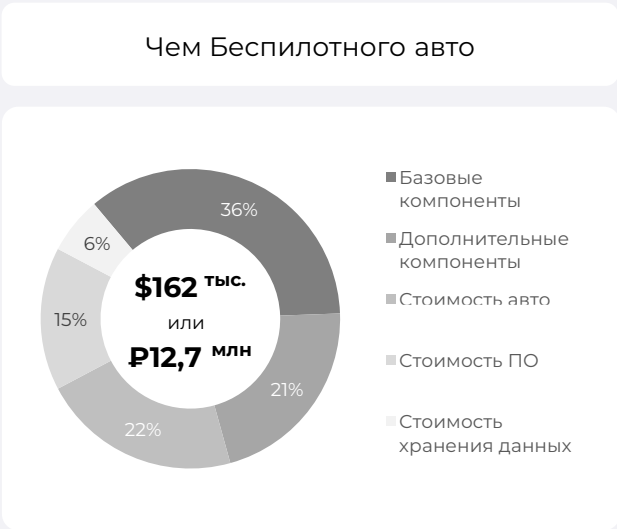 Чем Беспилотного авто
36%
6%
$162 тыс.
15%
или
₽12,7 млн
21%
22%
Базовые
компоненты
Дополнительные
компоненты
Стоимость авто
Стоимость ПО
Стоимость
хранения данных